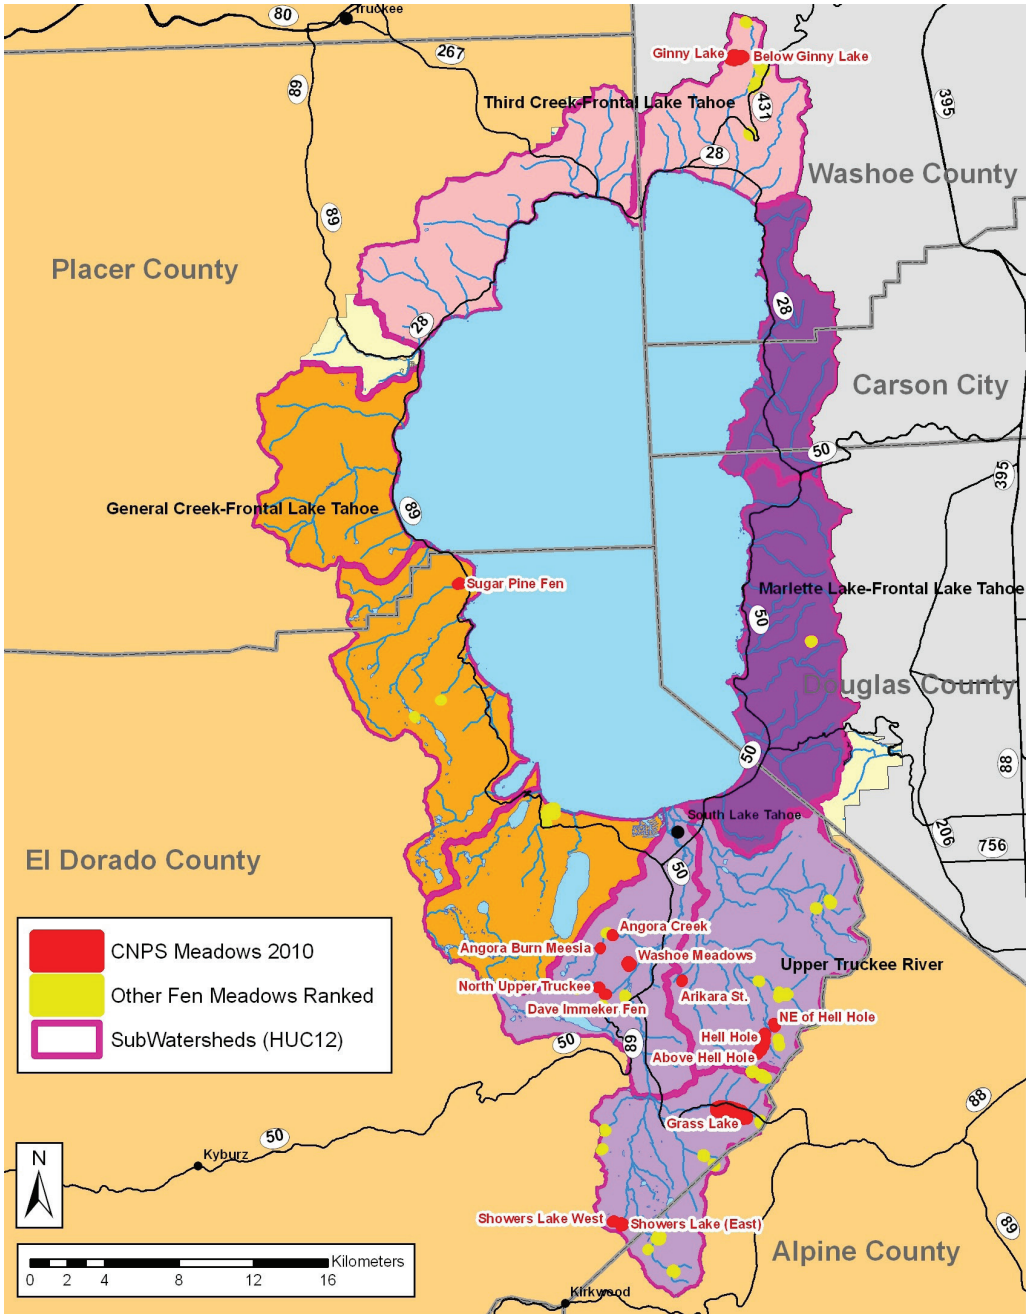 Truckee
80
267
89
Ginny Lake
Below Ginny Lake
Third Creek-Frontal Lake Tahoe
431
395
28
Washoe County
89
Placer County
28
28
Carson City
50
395
General Creek-Frontal Lake Tahoe
89
Sugar Pine Fen
Marlette Lake-Frontal Lake Tahoe
50
Douglas County
50
88
South Lake Tahoe
206
756
El Dorado County
50
CNPS Meadows 2010
Other Fen Meadows Ranked
SubWatersheds (HUC12)
Angora Creek
Angora Burn Meesia
Washoe Meadows
Upper Truckee River
North Upper Truckee
Arikara St.
Dave Immeker Fen
NE of Hell Hole
Hell Hole
50
89
Above Hell Hole
88
Grass Lake
50
Kyburz
N
Showers Lake West
Showers Lake (East)
89
Alpine County
Kilometers
0 2 4 8 12 16
Kirkwood